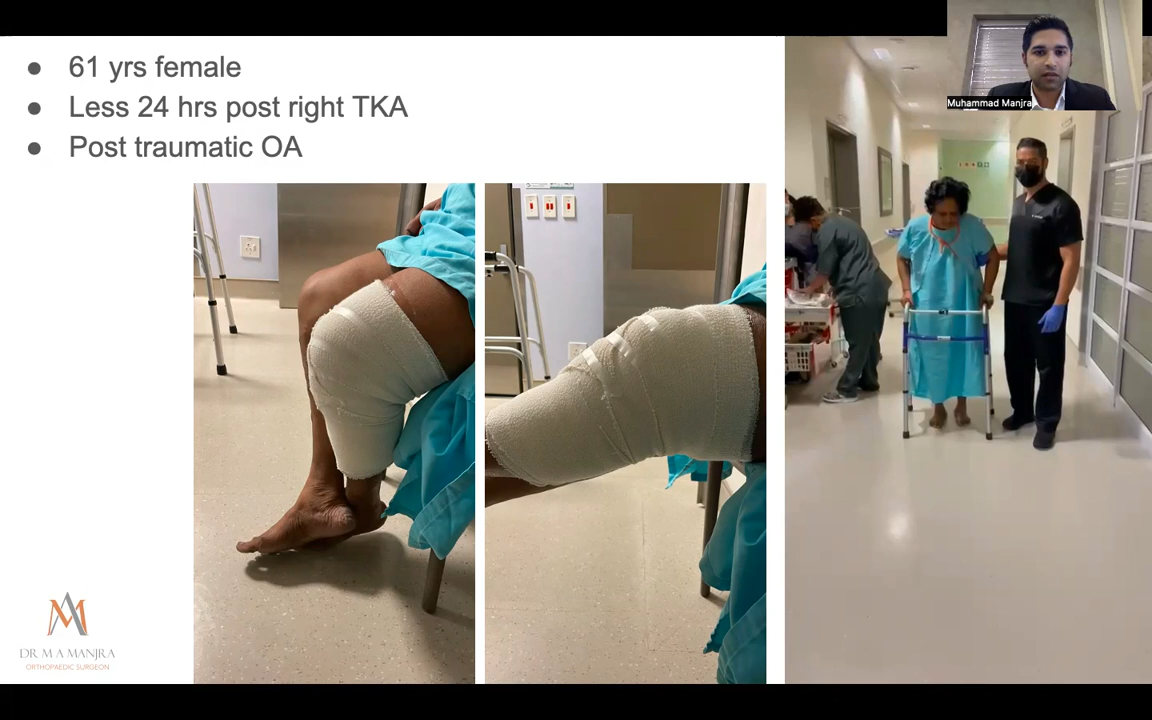 61 yrs female
Less 24 hrs post right TKA
Post traumatic OA
Muhammad Manjra
DR M A MANJRA
ORTHOPAEDIC SURGEON